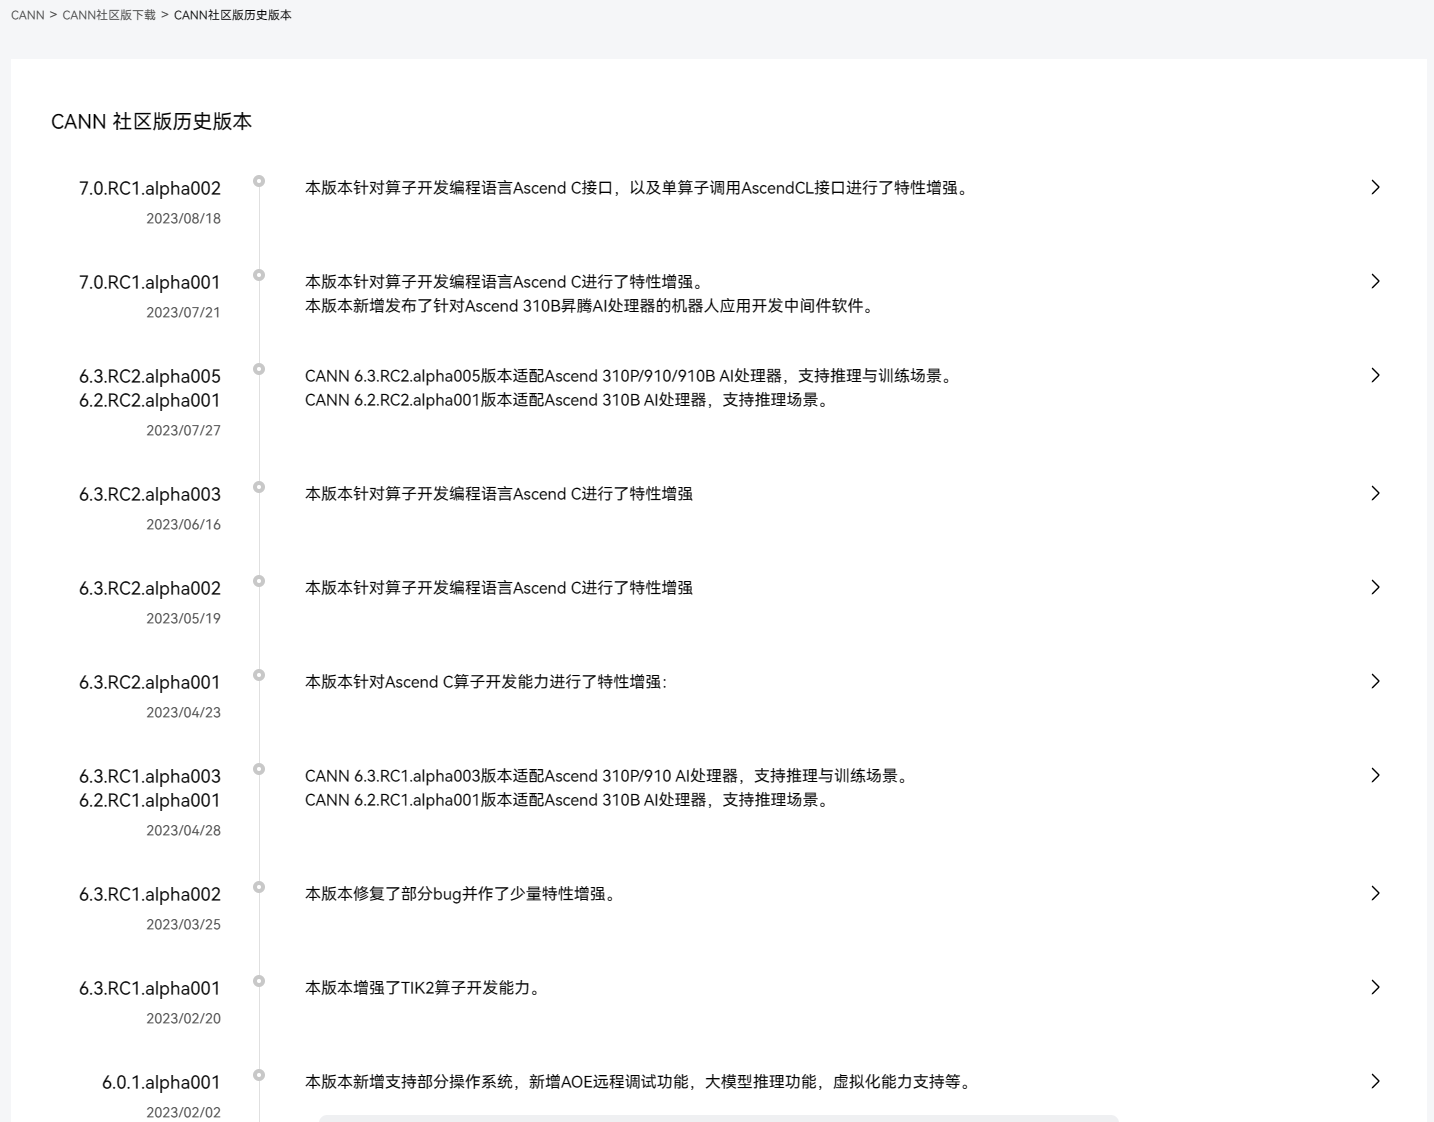 CANN > CANN社区版下载 > CANN社区版历史版本
CANN 社区版历史版本
7.0.RC1.alpha002
2023/08/18
本版本针对算子开发编程语言Ascend C接口，以及单算子调用AscendCL接口进行了特性增强。
7.0.RC1.alpha001
2023/07/21
本版本针对算子开发编程语言Ascend C进行了特性增强。
本版本新增发布了针对Ascend 310B昇腾AI处理器的机器人应用开发中间件软件。
6.3.RC2.alpha005
6.2.RC2.alpha001
2023/07/27
CANN 6.3.RC2.alpha005版本适配Ascend 310P/910/910B AI处理器，支持推理与训练场景。
CANN 6.2.RC2.alpha001版本适配Ascend 310B AI处理器，支持推理场景。
6.3.RC2.alpha003
2023/06/16
本版本针对算子开发编程语言Ascend C进行了特性增强
6.3.RC2.alpha002
2023/05/19
本版本针对算子开发编程语言Ascend C进行了特性增强
6.3.RC2.alpha001
2023/04/23
本版本针对Ascend C算子开发能力进行了特性增强：
6.3.RC1.alpha003
6.2.RC1.alpha001
2023/04/28
CANN 6.3.RC1.alpha003版本适配Ascend 310P/910 AI处理器，支持推理与训练场景。
CANN 6.2.RC1.alpha001版本适配Ascend 310B AI处理器，支持推理场景。
6.3.RC1.alpha002
2023/03/25
本版本修复了部分bug并作了少量特性增强。
6.3.RC1.alpha001
2023/02/20
本版本增强了TIK2算子开发能力。
6.0.1.alpha001
2023/02/02
本版本新增支持部分操作系统，新增AOE远程调试功能，大模型推理功能，虚拟化能力支持等。